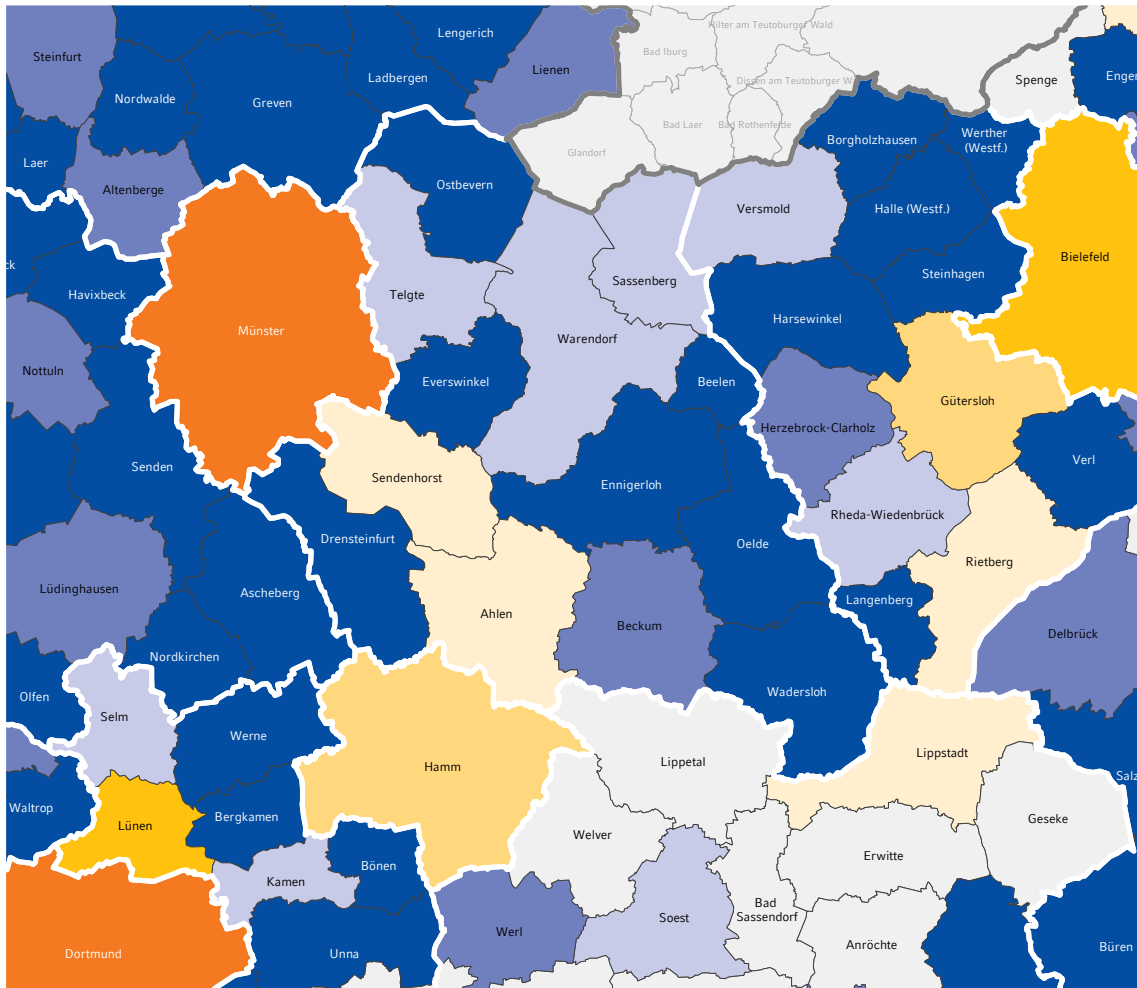 Lengerich
Hilter am Teutoburger Wald
Steinfurt
Bad Iburg
Lienen
Ladbergen
Spenge
Enger
Dissen am Teutoburger W
Nordwalde
Greven
Bad Laer
Bad Rothenfelde
Borgholzhausen
Werther
(Westf.)
Laer
Glandorf
Altenberge
Ostbevern
Versmold
Halle (Westf.)
Bielefeld
ck
Steinhagen
Sassenberg
Havixbeck
Telgte
Harsewinkel
Münster
Warendorf
Nottuln
Everswinkel
Beelen
Gütersloh
Herzebrock-Clarholz
Verl
Senden
Sendenhorst
Ennigerloh
Rheda-Wiedenbrück
Drensteinfurt
Oelde
Rietberg
Lüdinghausen
Ascheberg
Langenberg
Ahlen
Beckum
Delbrück
Nordkirchen
Olfen
Wadersloh
Selm
Werne
Lippstadt
Lippetal
Hamm
Salz
Waltrop
Bergkamen
Geseke
Lünen
Welver
Erwitte
Bönen
Kamen
Bad
Sassendorf
Soest
Werl
Anröchte
Büren
Dortmund
Unna